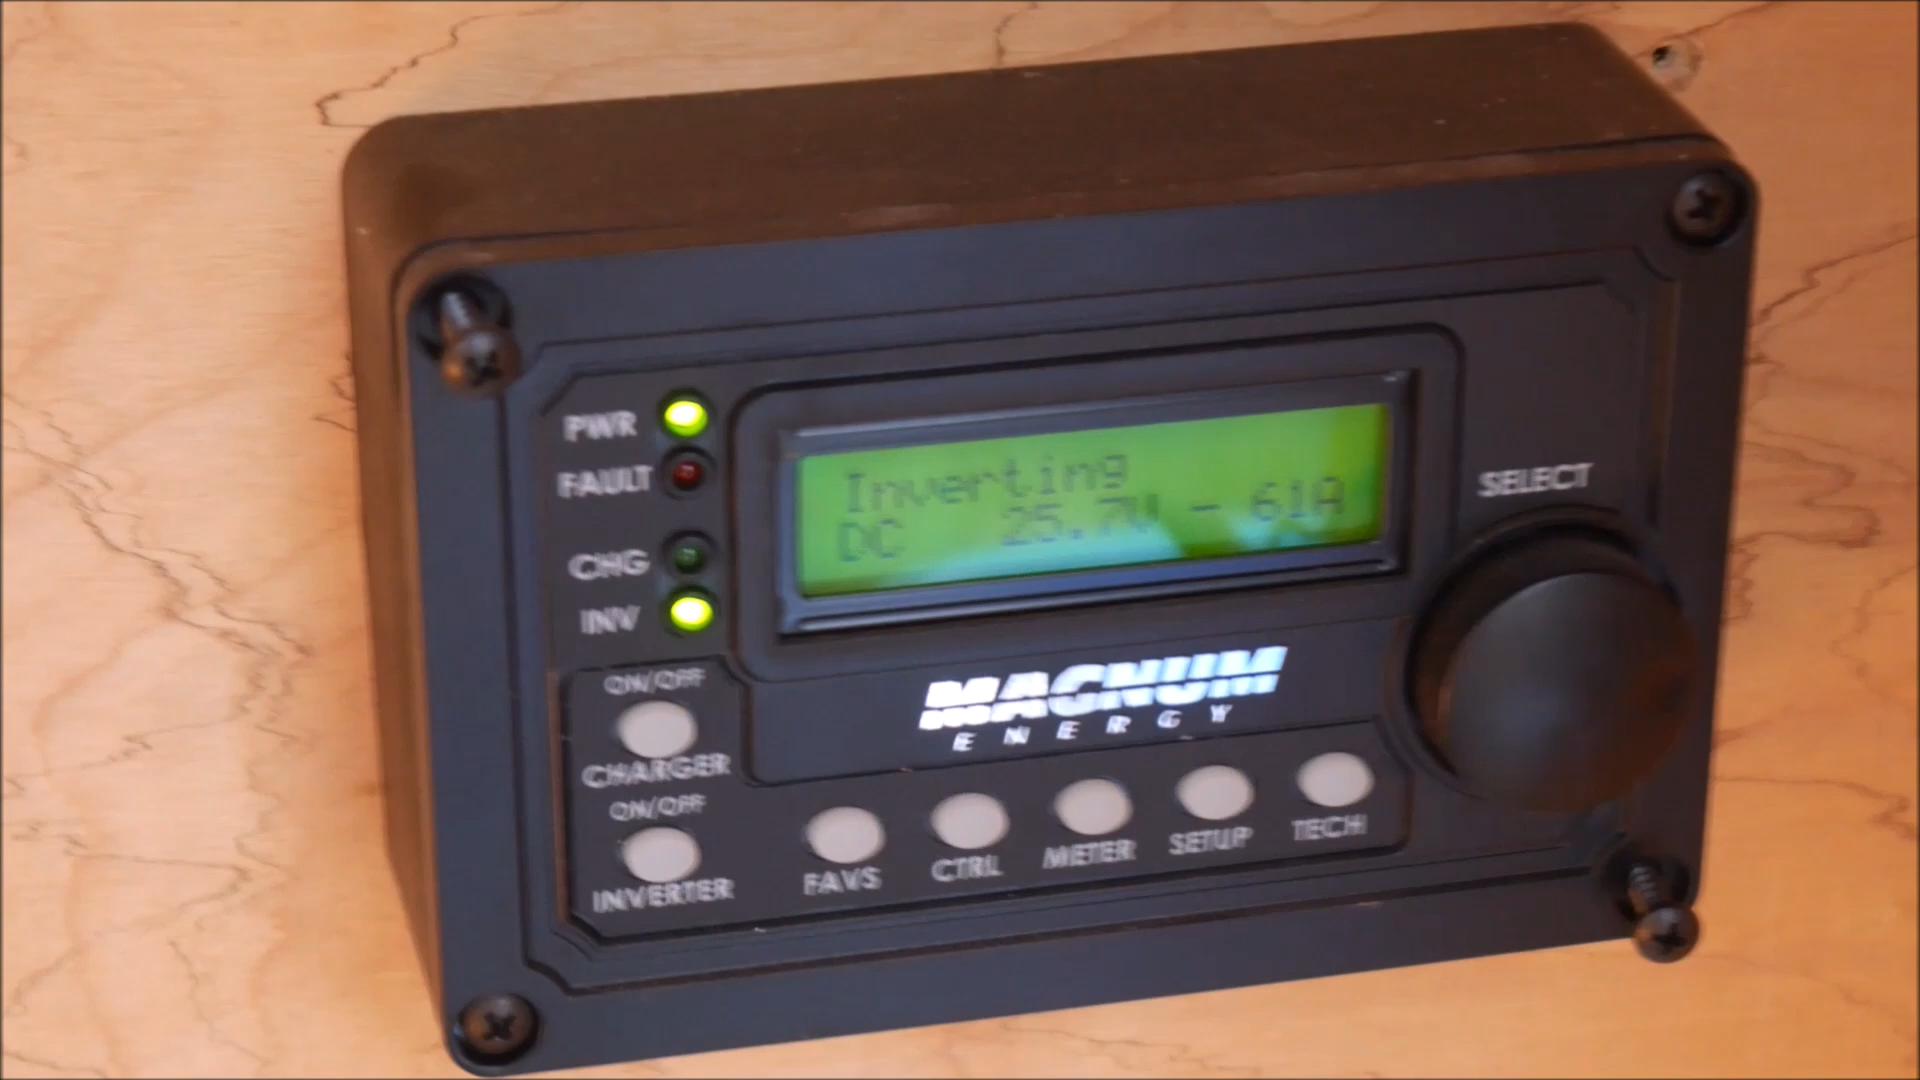 PWR
FAULT
CHG
INV
Inverting
DC 25.7V - 61A
SELECT
MAGNUM
ENERGY
ON/OFF
CHARGER
ON/OFF
INVERTER
FAVS
CTRL
METER
SETUP
TECH